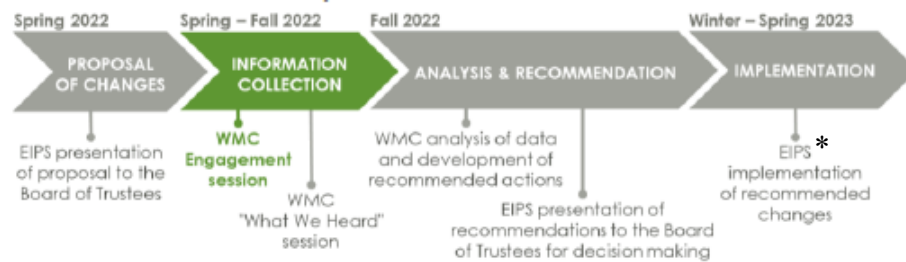 Spring 2022
Spring – Fall 2022
Fall 2022
Winter – Spring 2023
PROPOSAL
OF CHANGES
INFORMATION
COLLECTION
ANALYSIS & RECOMMENDATION
IMPLEMENTATION
EIPS presentation
of proposal to the
Board of Trustees
WMC
Engagement
session
WMC
"What We Heard"
session
WMC analysis of data
and development of
recommended actions
EIPS presentation of
recommendations to the Board
of Trustees for decision making
EIPS *
implementation
of recommended
changes